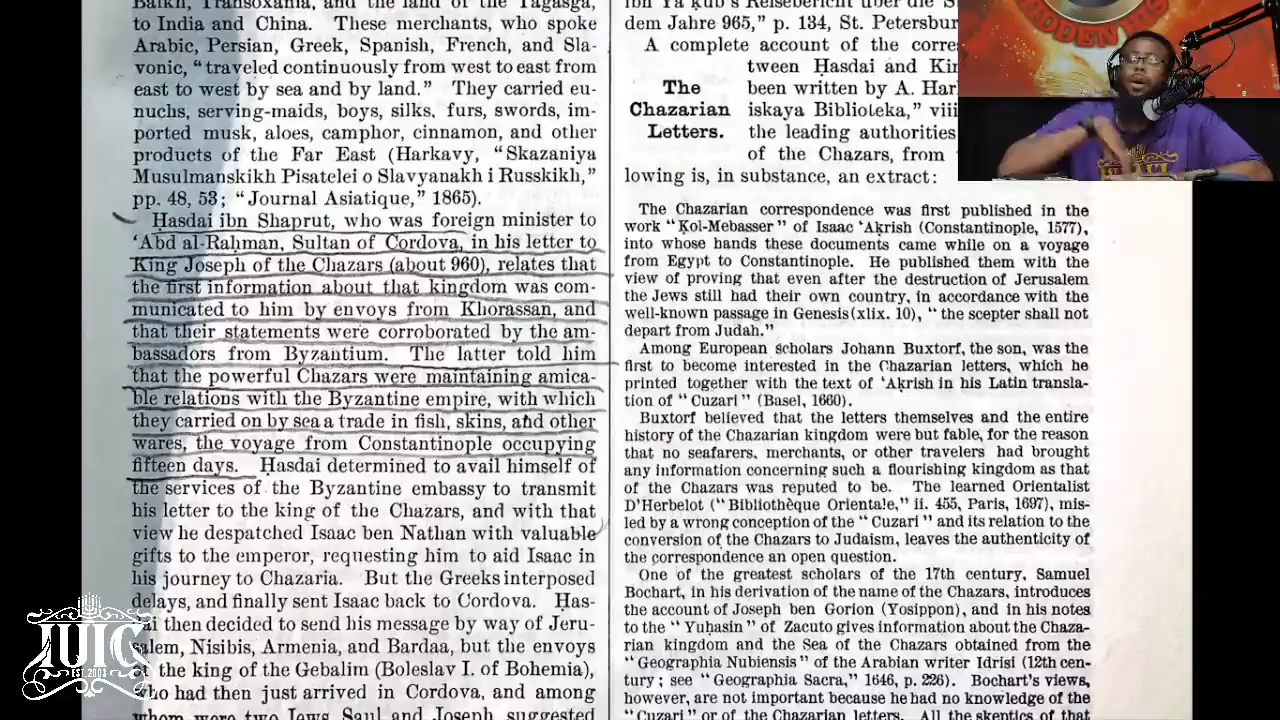 Balkh, Transoxania, and the land of the Tagasga,
to India and China. These merchants, who spoke
Arabic, Persian, Greek, Spanish, French, and Sla-
vonic, “traveled continuously from west to east from
east to west by sea and by land.” They carried eu-
nuchs, serving-maids, boys, silks, furs, swords, im-
ported musk, aloes, camphor, cinnamon, and other
products of the Far East (Harkavy, “Skazaniya
Musulmanskikh Pisatelei o Slavyanakh i Russkikh,”
pp. 48, 53; “Journal Asiatique,” 1865).
Ḥasdai ibn Shaprut, who was foreign minister to
‘Abd al-Raḥman, Sultan of Cordova, in his letter to
King Joseph of the Chazars (about 960), relates that
the first information about that kingdom was com-
municated to him by envoys from Khorassan, and
that their statements were corroborated by the am-
bassadors from Byzantium. The latter told him
that the powerful Chazars were maintaining amica-
ble relations with the Byzantine empire, with which
they carried on by sea a trade in fish, skins, and other
wares, the voyage from Constantinople occupying
fifteen days. Ḥasdai determined to avail himself of
the services of the Byzantine embassy to transmit
his letter to the king of the Chazars, and with that
view he despatched Isaac ben Nathan with valuable
gifts to the emperor, requesting him to aid Isaac in
his journey to Chazaria. But the Greeks interposed
delays, and finally sent Isaac back to Cordova. Ḥas-
i then decided to send his message by way of Jeru-
salem, Nisibis, Armenia, and Bardaa, but the envoys
the king of the Gebalim (Boleslav I. of Bohemia),
who had then just arrived in Cordova, and among
whom were two Jews, Saul and Joseph, suggested
ibn Ya‘ḳub's Reisebericht über die S
dem Jahre 965,” p. 134, St. Petersbur
A complete account of the corre
tween Ḥasdai and Kin
The Chazarian Letters.
been written by A. Har
iskaya Biblioteka,” vii
the leading authorities
of the Chazars, from
lowing is, in substance, an extract:
The Chazarian correspondence was first published in the
work “Ḳol-Mebasser” of Isaac ‘Aḳrish (Constantinople, 1577),
into whose hands these documents came while on a voyage
from Egypt to Constantinople. He published them with the
view of proving that even after the destruction of Jerusalem
the Jews still had their own country, in accordance with the
well-known passage in Genesis (xlix. 10), “the scepter shall not
depart from Judah.”
Among European scholars Johann Buxtorf, the son, was the
first to become interested in the Chazarian letters, which he
printed together with the text of ‘Aḳrish in his Latin transla-
tion of “Cuzari” (Basel, 1660).
Buxtorf believed that the letters themselves and the entire
history of the Chazarian kingdom were but fable, for the reason
that no seafarers, merchants, or other travelers had brought
any information concerning such a flourishing kingdom as that
of the Chazars was reputed to be. The learned Orientalist
D'Herbelot (“Bibliothèque Orientale,” ii. 455, Paris, 1697), mis-
led by a wrong conception of the “Cuzari” and its relation to the
conversion of the Chazars to Judaism, leaves the authenticity of
the correspondence an open question.
One of the greatest scholars of the 17th century, Samuel
Bochart, in his derivation of the name of the Chazars, introduces
the account of Joseph ben Gorion (Yosippon), and in his notes
to the “Yuḥasin” of Zacuto gives information about the Chaza-
rian kingdom and the Sea of the Chazars obtained from the
“Geographia Nubiensis” of the Arabian writer Idrisi (12th cen-
tury; see “Geographia Sacra,” 1646, p. 226). Bochart's views,
however, are not important because he had no knowledge of the
“Cuzari” or of the Chazarian letters. All the skeptics of that
IUIC
EST. 2003